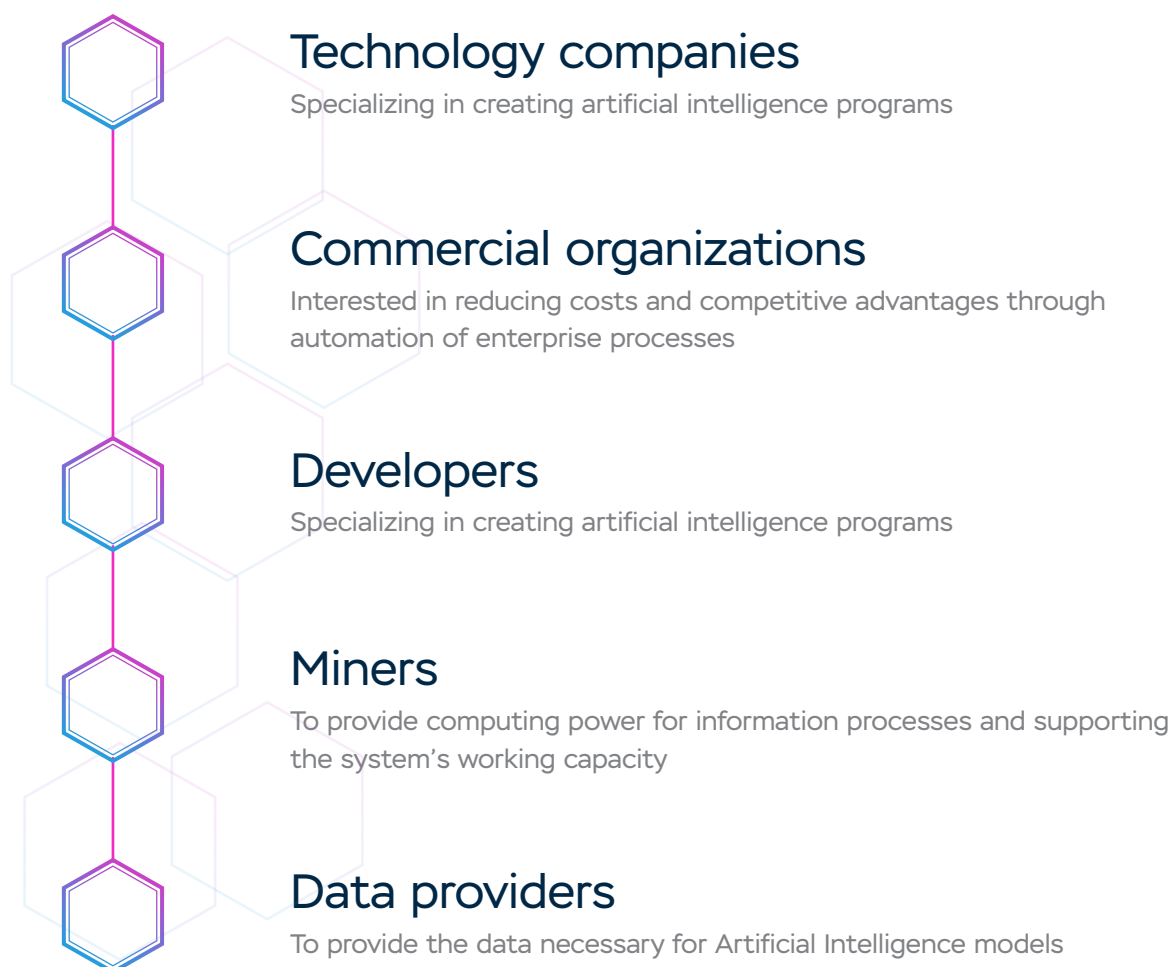 Technology companies
Specializing in creating artificial intelligence programs
Commercial organizations
Interested in reducing costs and competitive advantages through
automation of enterprise processes
Developers
Specializing in creating artificial intelligence programs
Miners
To provide computing power for information processes and supporting
the system's working capacity
Data providers
To provide the data necessary for Artificial Intelligence models